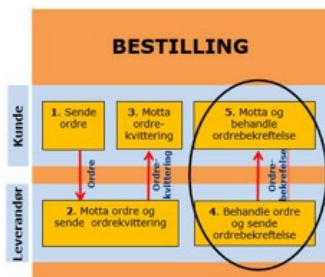 BESTILLING
Kunde
1. Sende
ordre
3. Motta
ordre-
kvittering
5. Motta og
behandle
ordrebekreftelse
Ordre
Ordre-
kvittering
Ordre-
bekrefelse
Leverandør
2. Motta ordre og
sende ordrekvittering
4. Behandle ordre
og sende
ordrebekreftelse